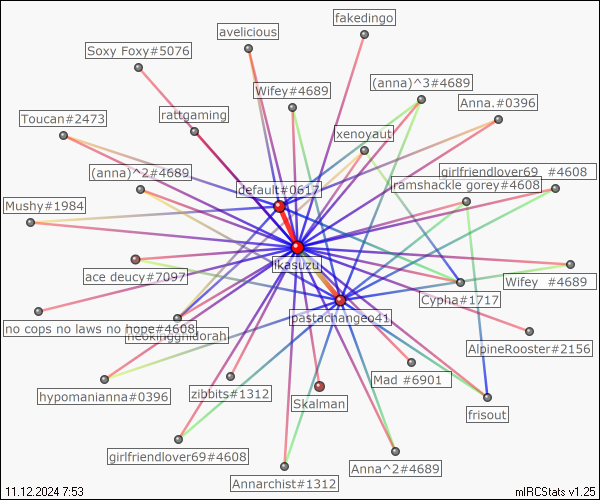 fakedingo
avelicious
Soxy Foxy#5076
(anna)^3#4689
Wifey#4689
Anna.#0396
rattgaming
Toucan#2473
xenoyaut
(anna)^2#4689
girlfriendlover69_#4608
ramshackle gorey#4608
default#0617
Mushy#1984
ikasuzu
ace deucy#7097
Wifey_#4689
Cypha#1717
pastachangeo41
no cops no laws no hope#4608
AlpineRooster#2156
Mad #6901
zibbits#1312
hypomanianna#0396
Skalman
frisout
girlfriendlover69#4608
Anna^2#4689
Annarchist#1312
11.12.2024 7:53
mIRCStats v1.25